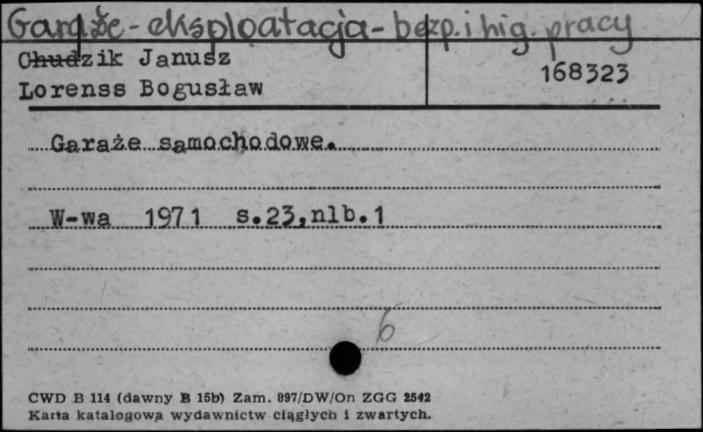 Garaże - eksploatacja - bezp. i hig. pracy
Chudzik Janusz
168323
Lorenss Bogusław
Garaże samochodowe.
W-wa 1971 s.23,nlb.1
6
CWD B 114 (dawny B 15b) Zam. 897/DW/On ZGG 2542
Karta katalogowa wydawnictw ciągłych i zwartych.